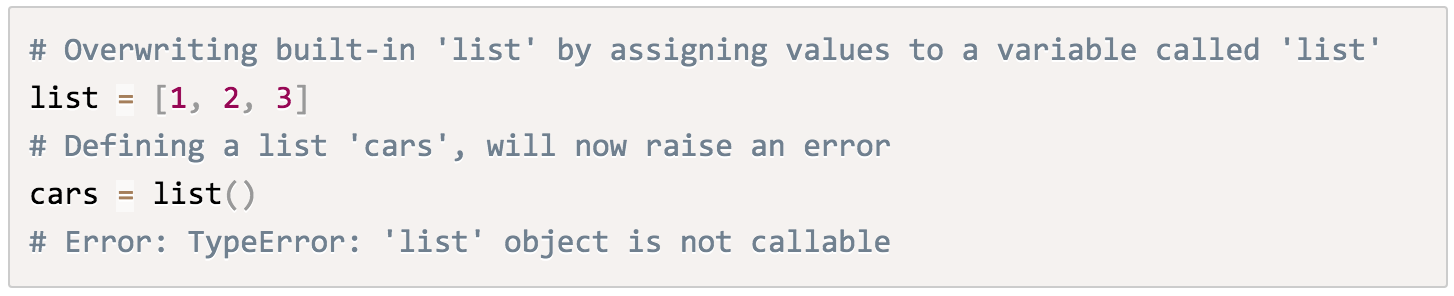 # Overwriting built-in 'list' by assigning values to a variable called 'list'
list = [1, 2, 3]
# Defining a list 'cars', will now raise an error
cars = list()
# Error: TypeError: 'list' object is not callable